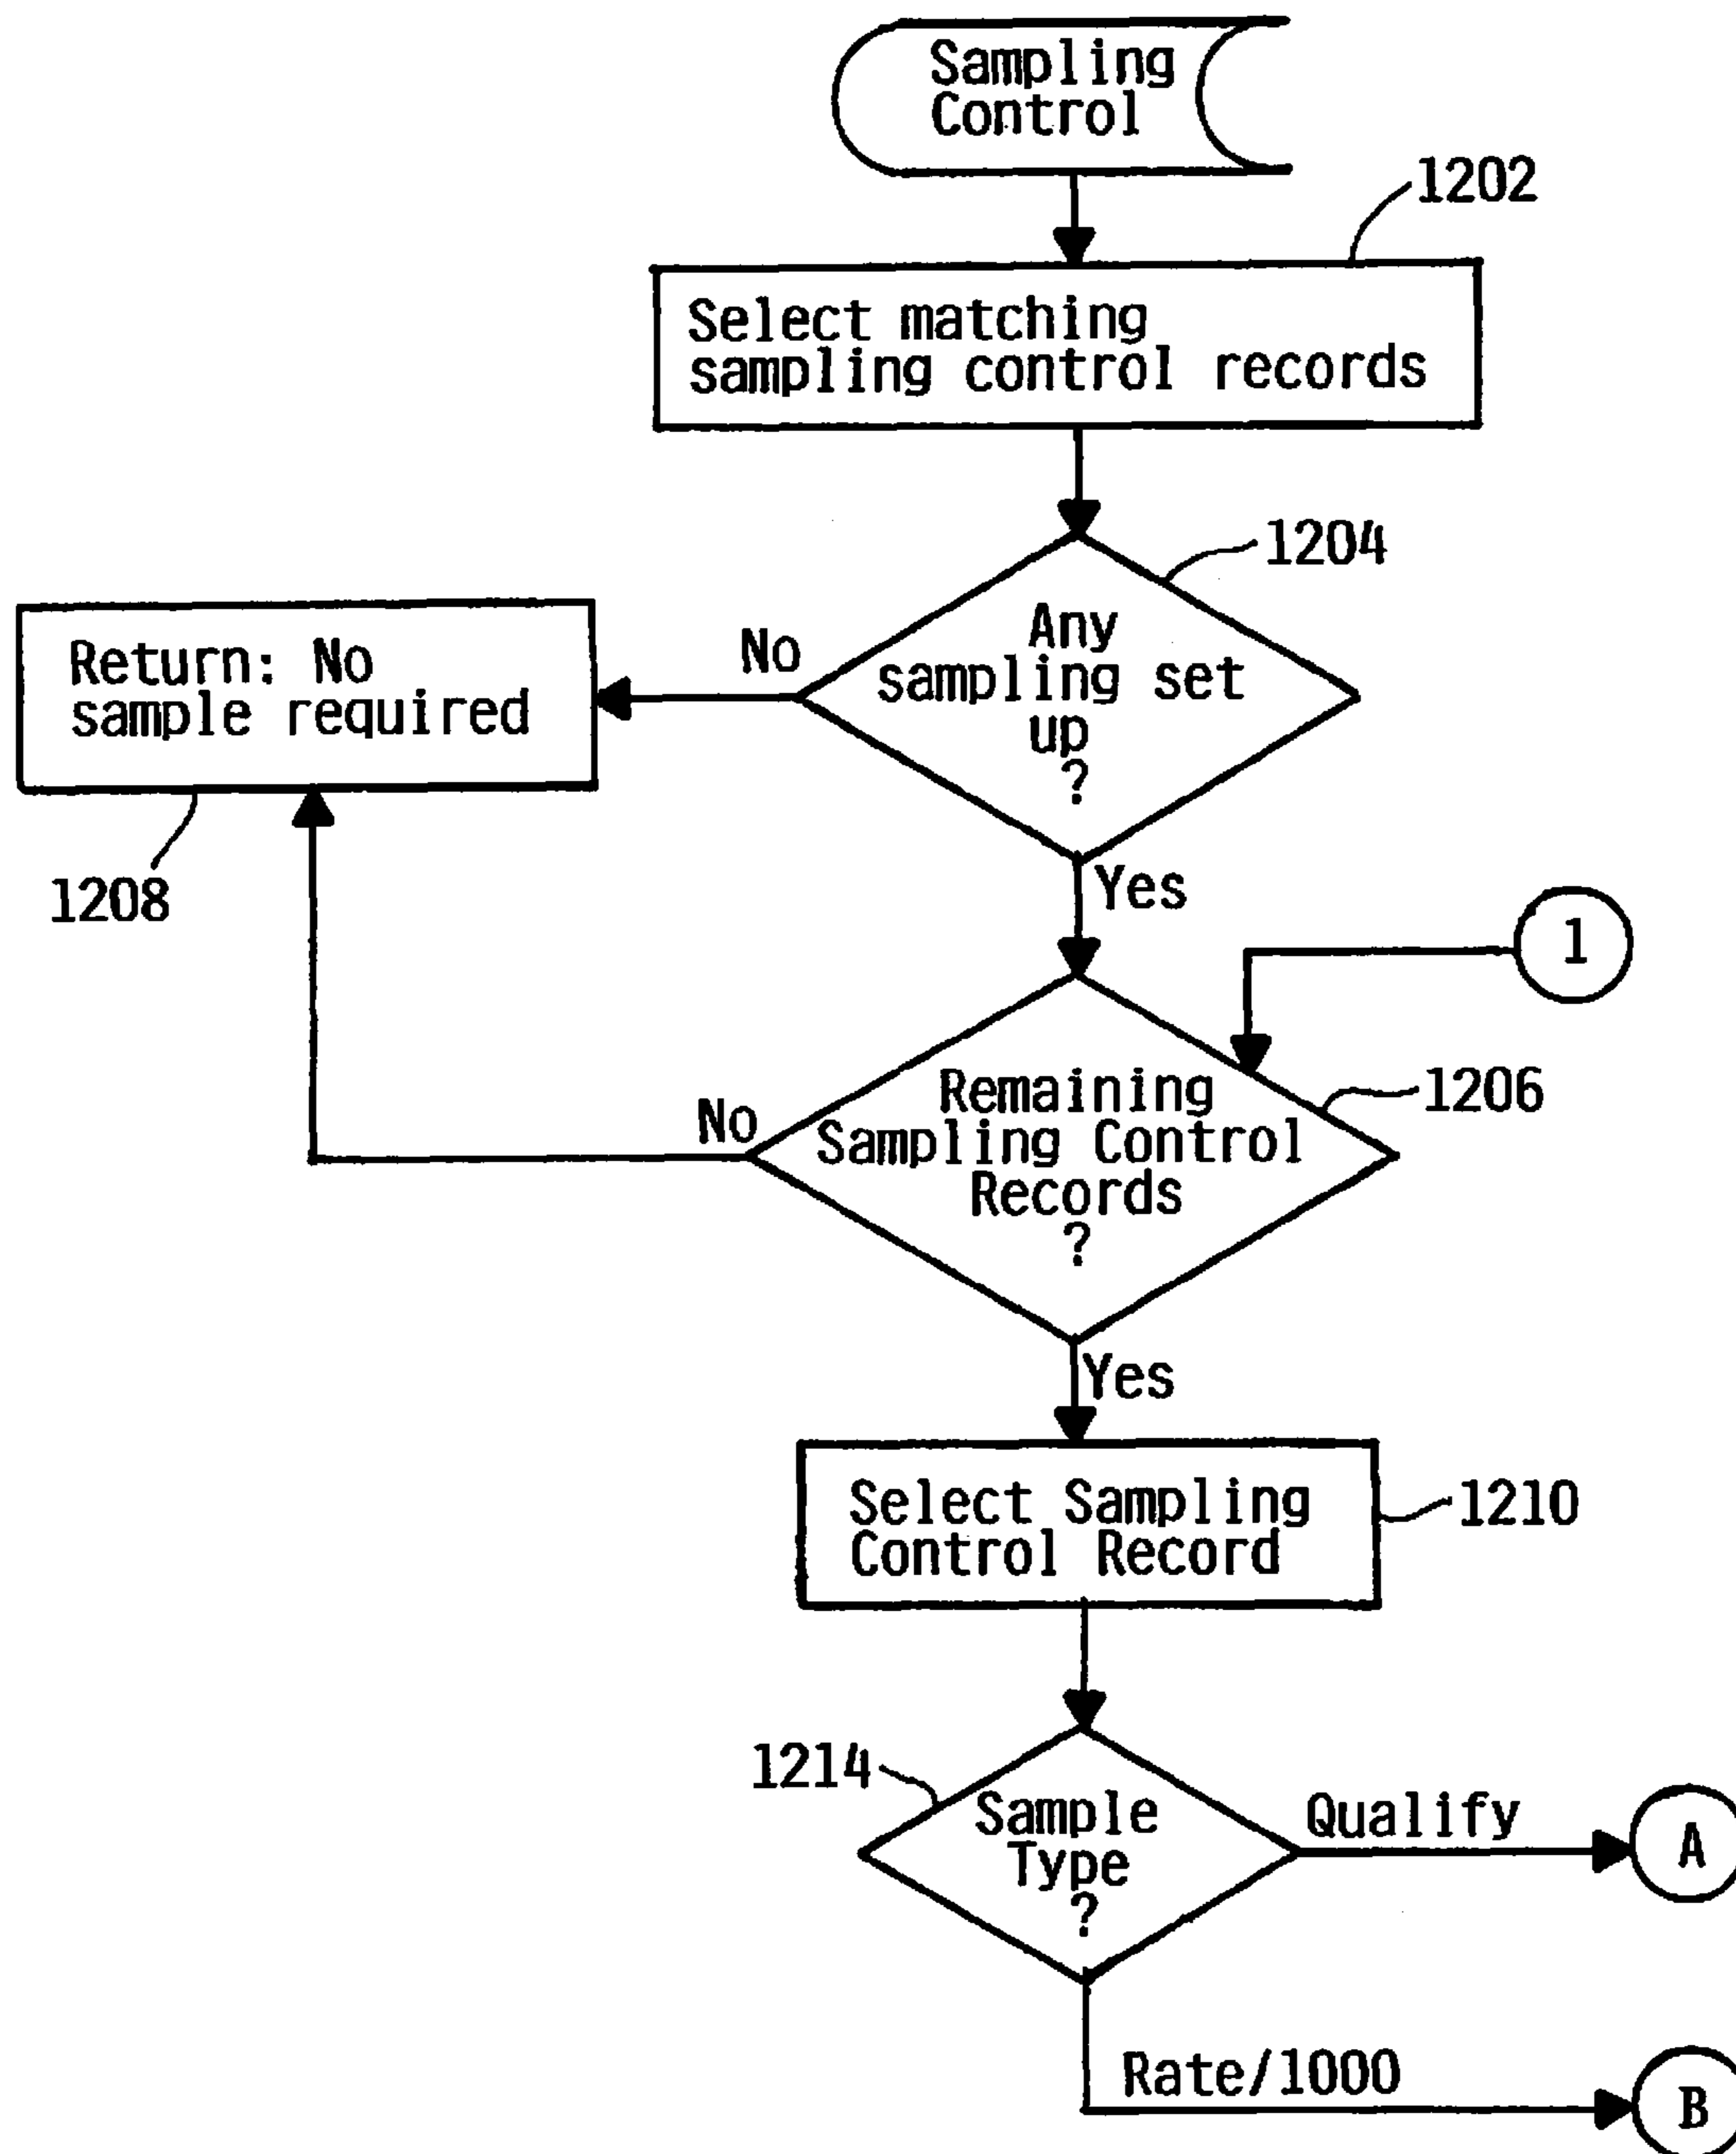 Sampling
Control
1202
Select matching
sampling control records
1204
Any
sampling set
up
?
No
Return: No
sample required
1208
Yes
1
Remaining
Sampling Control
Records
?
1206
No
Yes
Select Sampling
Control Record
1210
1214
Sample
Type
?
Qualify
A
Rate/1000
B